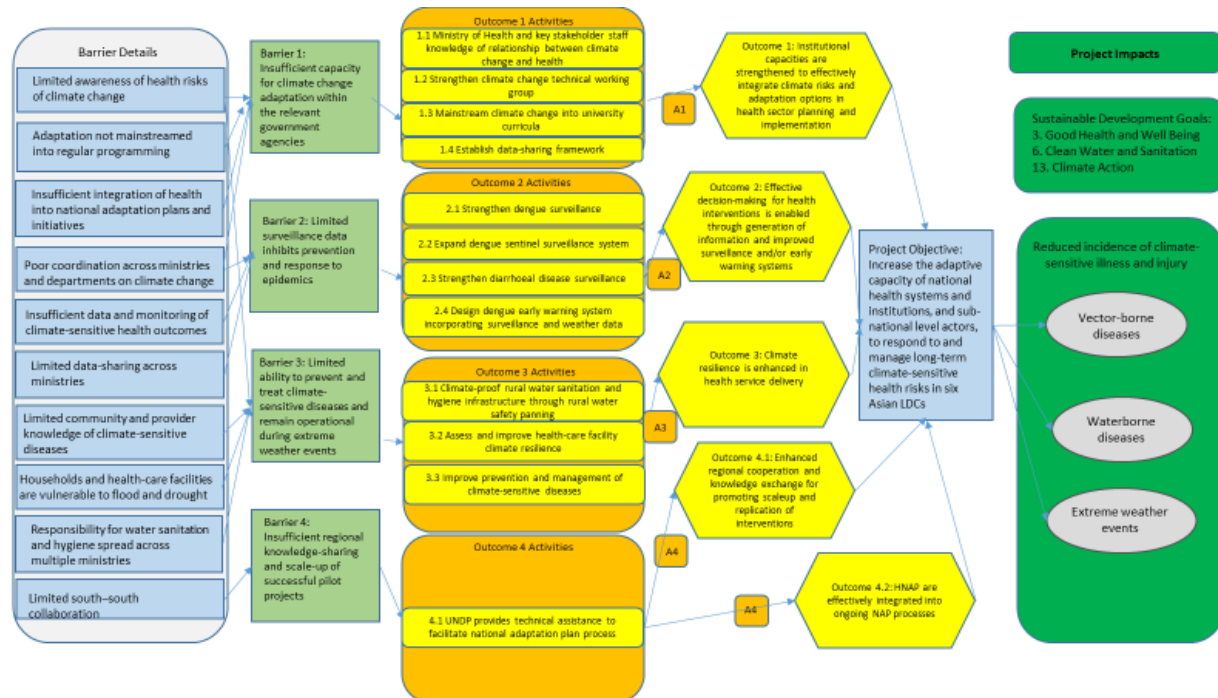 Barrier Details
Limited awareness of health risks
of climate change
Adaptation not mainstreamed
into regular programming
Insufficient integration of health
into national adaptation plans and
initiatives
Poor coordination across ministries
and departments on climate change
Insufficient data and monitoring of
climate-sensitive health outcomes
Limited data-sharing across
ministries
Limited community and provider
knowledge of climate-sensitive
diseases
Households and health-care facilities
are vulnerable to flood and drought
Responsibility for water sanitation
and hygiene spread across
multiple ministries
Limited south–south
collaboration
Barrier 1:
Insufficient capacity
for climate change
adaptation within
the relevant
government
agencies
Barrier 2: Limited
surveillance data
inhibits prevention
and response to
epidemics
Barrier 3: Limited
ability to prevent and
treat climate-
sensitive diseases and
remain operational
during extreme
weather events
Barrier 4:
Insufficient regional
knowledge-sharing
and scale-up of
successful pilot
projects
Outcome 1 Activities
1.1 Ministry of Health and key stakeholder staff
knowledge of relationship between climate
change and health
1.2 Strengthen climate change technical working
group
1.3 Mainstream climate change into university
curricula
1.4 Establish data-sharing framework
Outcome 2 Activities
2.1 Strengthen dengue surveillance
2.2 Expand dengue sentinel surveillance system
2.3 Strengthen diarrhoeal disease surveillance
2.4 Design dengue early warning system
incorporating surveillance and weather data
Outcome 3 Activities
3.1 Climate-proof rural water sanitation and
hygiene infrastructure through rural water
safety panning
3.2 Assess and improve health-care facility
climate resilience
3.3 Improve prevention and management of
climate-sensitive diseases
Outcome 4 Activities
4.1 UNDP provides technical assistance to
facilitate national adaptation plan process
A1
A2
A3
A4
A4
Outcome 1: Institutional
capacities are
strengthened to effectively
integrate climate risks and
adaptation options in
health sector planning and
implementation
Outcome 2: Effective
decision-making for health
interventions is enabled
through generation of
information and improved
surveillance and/or early
warning systems
Outcome 3: Climate
resilience is enhanced in
health service delivery
Outcome 4.1: Enhanced
regional cooperation and
knowledge exchange for
promoting scaleup and
replication of
interventions
Outcome 4.2: HNAP are
effectively integrated into
ongoing NAP processes
Project Objective:
Increase the adaptive
capacity of national
health systems and
institutions, and sub-
national level actors,
to respond to and
manage long-term
climate-sensitive
health risks in six
Asian LDCs
Project Impacts
Sustainable Development Goals:
3. Good Health and Well Being
6. Clean Water and Sanitation
13. Climate Action
Reduced incidence of climate-
sensitive illness and injury
Vector-borne
diseases
Waterborne
diseases
Extreme weather
events